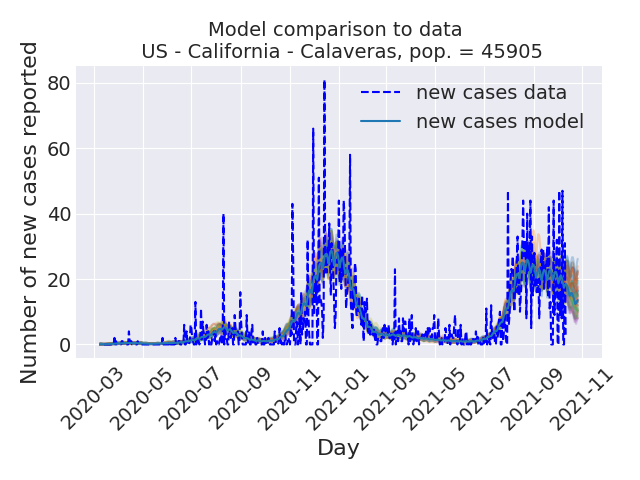 Model comparison to data
US - California - Calaveras, pop. = 45905
Number of new cases reported
80
60
40
20
0
new cases data
new cases model
2020-03
2020-05
2020-07
2020-09
2020-11
2021-01
2021-03
2021-05
2021-07
2021-09
2021-11
Day